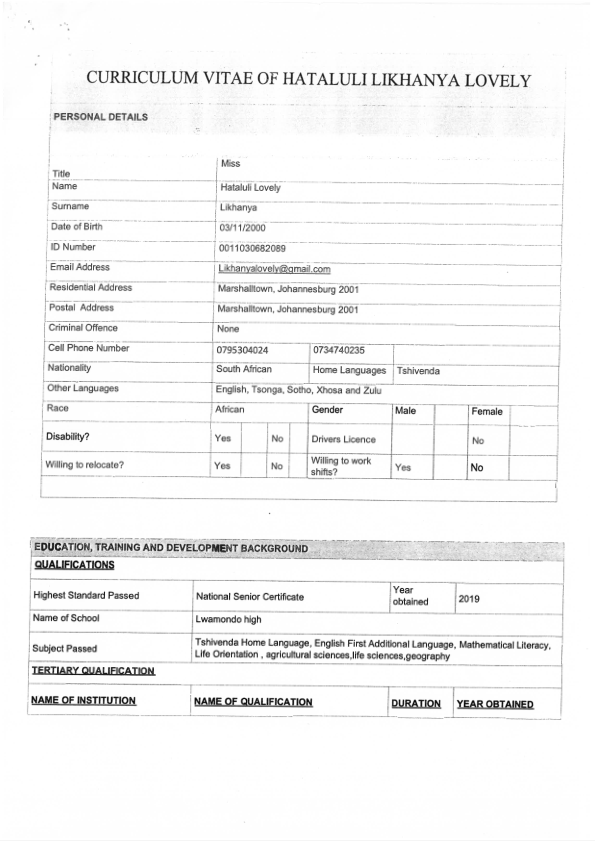 CURRICULUM VITAE OF HATALULI LIKHANYA LOVELY
PERSONAL DETAILS
Title Miss
Name Hataluli Lovely
Surname Likhanya
Date of Birth 03/11/2000
ID Number 0011030682089
Email Address Likhanyalovely@gmail.com
Residential Address Marshalltown, Johannesburg 2001
Postal Address Marshalltown, Johannesburg 2001
Criminal Offence None
Cell Phone Number 0795304024 0734740235
Nationality South African Home Languages Tshivenda
Other Languages English, Tsonga, Sotho, Xhosa and Zulu
Race African Gender Male Female
Disability? Yes No Drivers Licence No
Willing to relocate? Yes No Willing to work shifts? Yes No
EDUCATION, TRAINING AND DEVELOPMENT BACKGROUND
QUALIFICATIONS
Highest Standard Passed National Senior Certificate Year obtained 2019
Name of School Lwamondo high
Subject Passed Tshivenda Home Language, English First Additional Language, Mathematical Literacy,
Life Orientation , agricultural sciences,life sciences,geography
TERTIARY QUALIFICATION
NAME OF INSTITUTION NAME OF QUALIFICATION DURATION YEAR OBTAINED